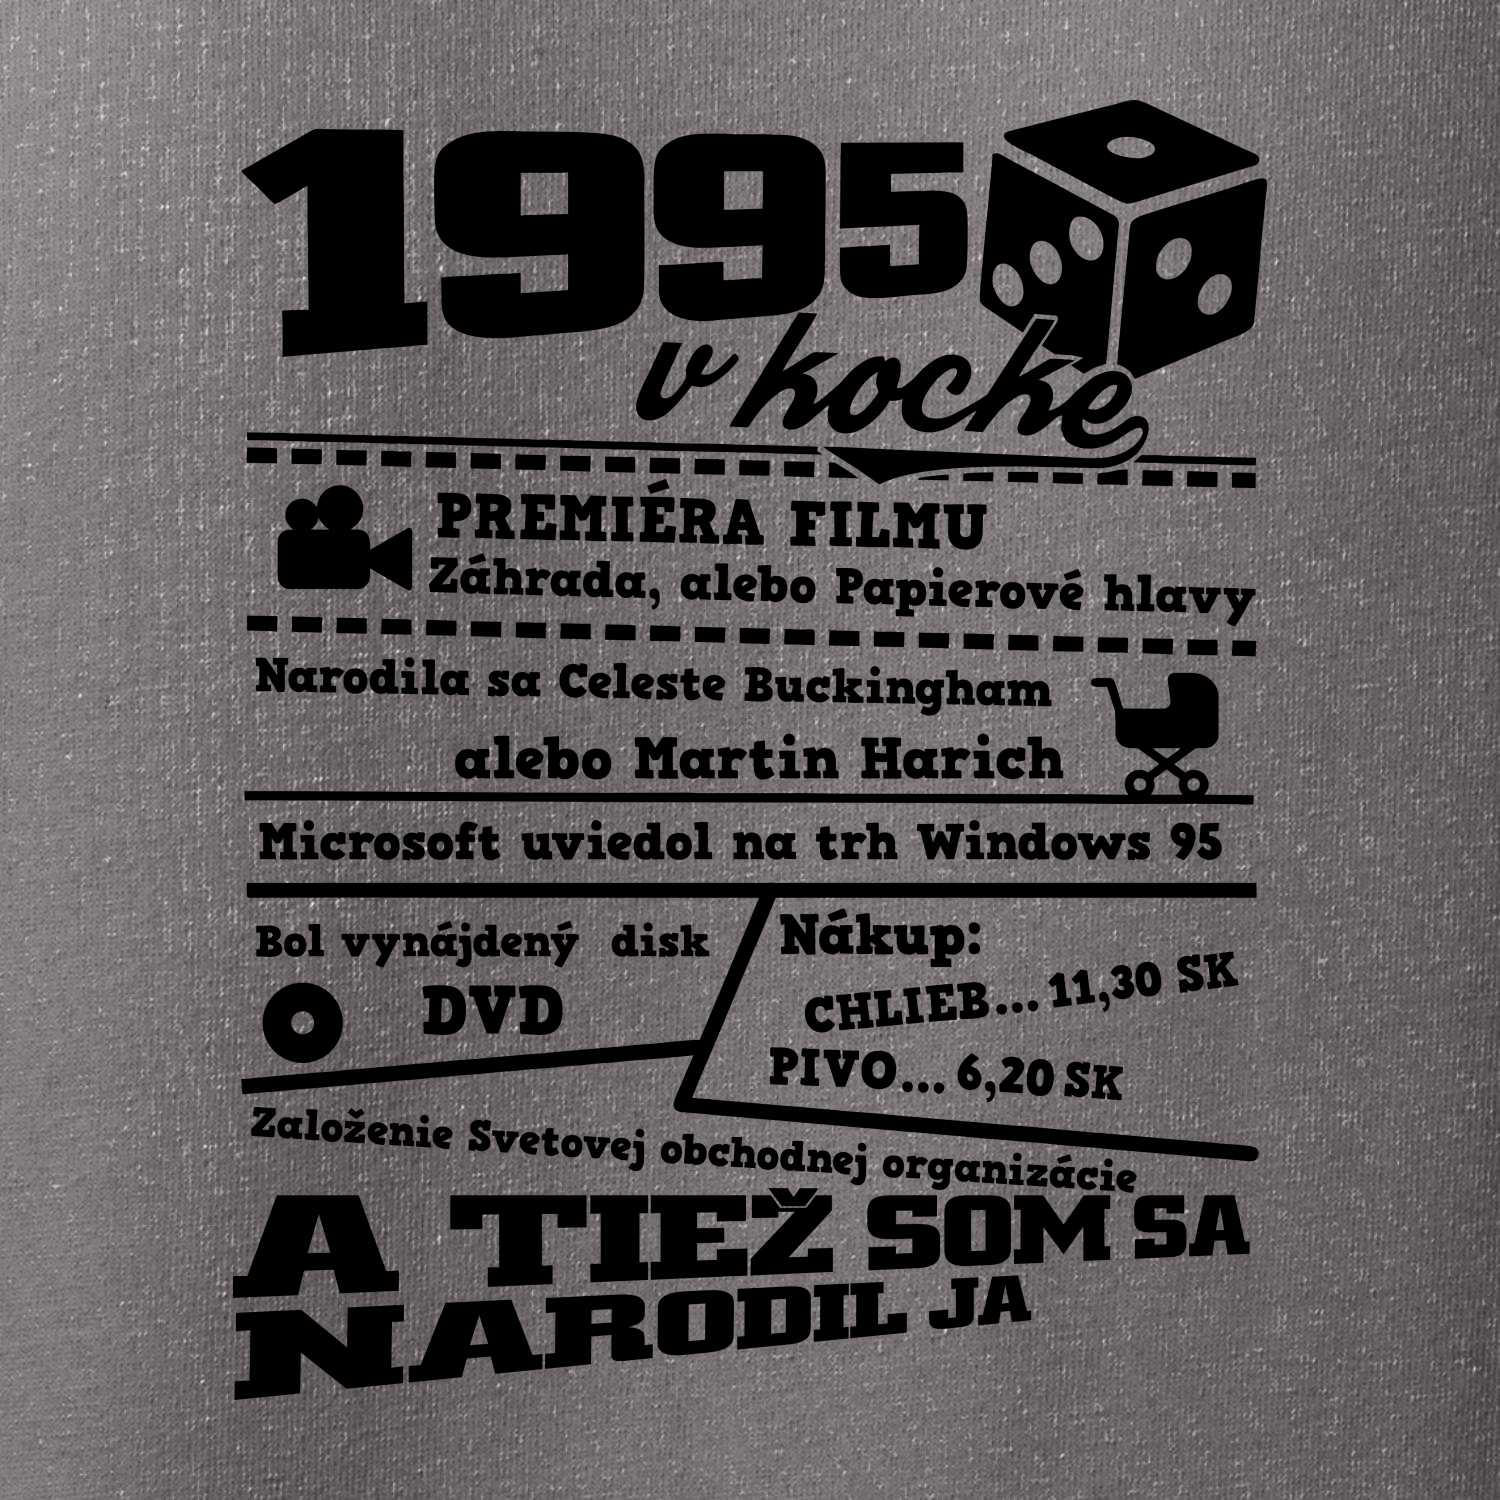 1995
v kocke
PREMIÉRA FILMU
Záhrada, alebo Papierové hlavy
Narodila sa Celeste Buckingham
alebo Martin Harich
Microsoft uviedol na trh Windows 95
Bol vynájdený disk
DVD
Nákup:
CHLIEB... 11,30 SK
PIVO... 6,20 SK
Založenie Svetovej obchodnej organizácie
A TIEŽ SOM SA
NARODIL JA